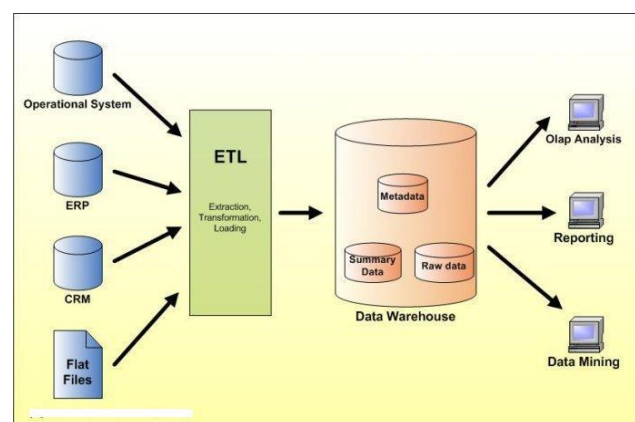 Operational System
ERP
CRM
Flat
Files
ETL
Extraction,
Transformation,
Loading
Metadata
Summary
Data
Raw data
Data Warehouse
Olap Analysis
Reporting
Data Mining